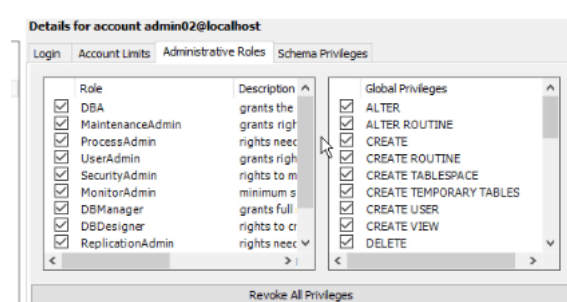 Details for account admin02@localhost
Login Account Limits Administrative Roles Schema Privileges
Role Description
DBA grants the
MaintenanceAdmin grants righ
ProcessAdmin rights neec
UserAdmin grants righ
SecurityAdmin rights to m
MonitorAdmin minimum s
DBManager grants full
DBDesigner rights to cr
ReplicationAdmin rights neec
Global Privileges
ALTER
ALTER ROUTINE
CREATE
CREATE ROUTINE
CREATE TABLESPACE
CREATE TEMPORARY TABLES
CREATE USER
CREATE VIEW
DELETE
Revoke All Privileges